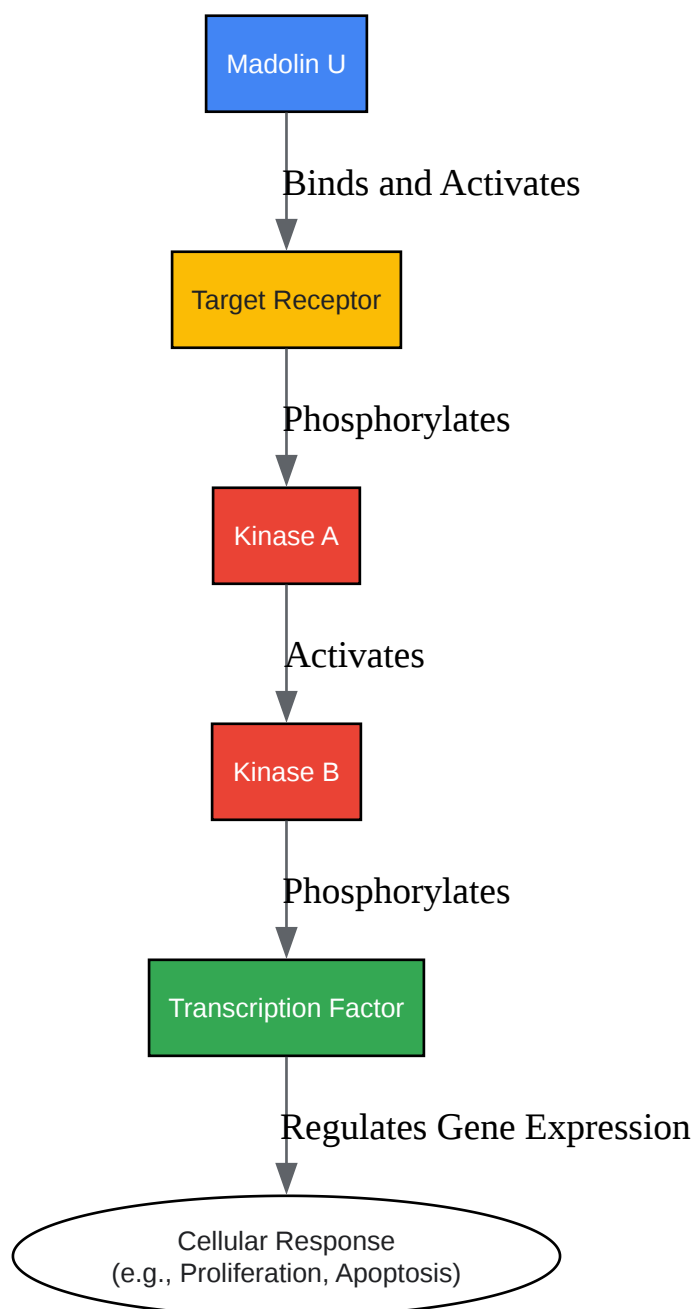 Madolin U
Binds and Activates
Target Receptor
Phosphorylates
Kinase A
Activates
Kinase B
Phosphorylates
Transcription Factor
Regulates Gene Expression
Cellular Response
(e.g., Proliferation, Apoptosis)